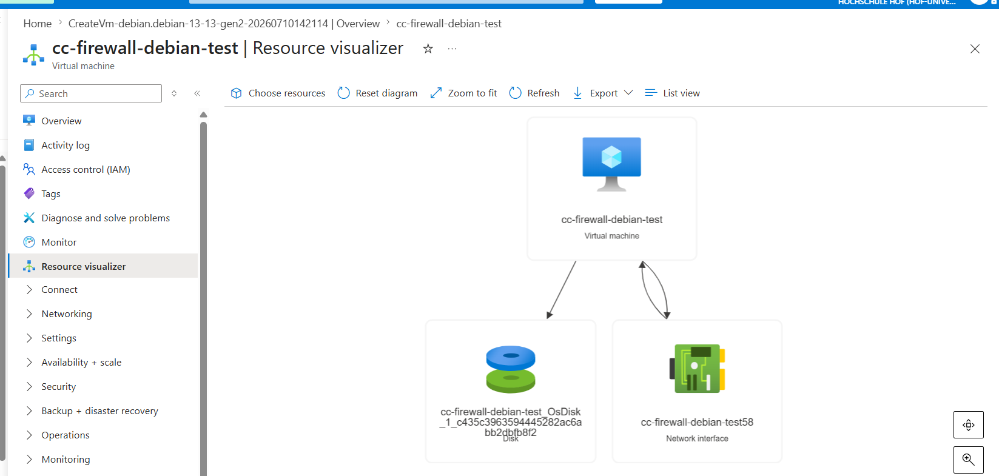 HOCHSCHULE HOF (HOF-UNIVE...
Home > CreateVm-debian.debian-13-13-gen2-20260710142114 | Overview > cc-firewall-debian-test
cc-firewall-debian-test | Resource visualizer ☆ ...
Virtual machine
Search
Choose resources
Reset diagram
Zoom to fit
Refresh
Export
List view
Overview
Activity log
Access control (IAM)
Tags
Diagnose and solve problems
Monitor
Resource visualizer
Connect
Networking
Settings
Availability + scale
Security
Backup + disaster recovery
Operations
Monitoring
cc-firewall-debian-test
Virtual machine
cc-firewall-debian-test_OsDisk
_1_c435c3963594445282ac6a
bb2dbfb8f2
Disk
cc-firewall-debian-test58
Network interface